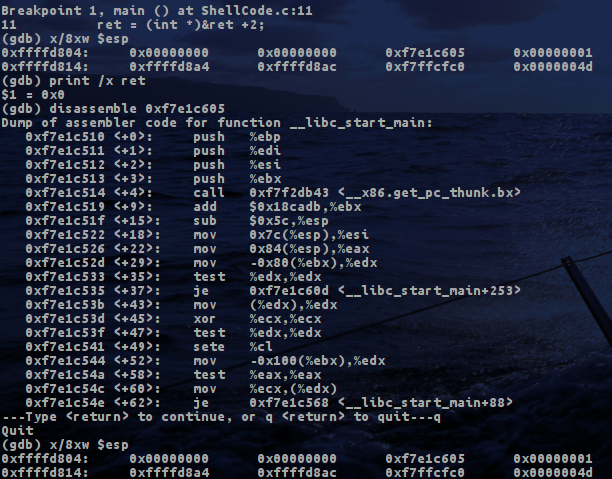 Breakpoint 1, main () at ShellCode.c:11
11        ret = (int *)&ret +2;
(gdb) x/8xw $esp
0xffffd804:     0x00000000      0x00000000      0xf7e1c605      0x00000001
0xffffd814:     0xffffd8a4      0xffffd8ac      0xf7ffcfc0      0x0000004d
(gdb) print /x ret
$1 = 0x0
(gdb) disassemble 0xf7e1c605
Dump of assembler code for function __libc_start_main:
   0xf7e1c510 <+0>:     push   %ebp
   0xf7e1c511 <+1>:     push   %edi
   0xf7e1c512 <+2>:     push   %esi
   0xf7e1c513 <+3>:     push   %ebx
   0xf7e1c514 <+4>:     call   0xf7f2db43 <__x86.get_pc_thunk.bx>
   0xf7e1c519 <+9>:     add    $0x18cadb,%ebx
   0xf7e1c51f <+15>:    sub    $0x5c,%esp
   0xf7e1c522 <+18>:    mov    0x7c(%esp),%esi
   0xf7e1c526 <+22>:    mov    0x84(%esp),%eax
   0xf7e1c52d <+29>:    mov    -0x80(%ebx),%edx
   0xf7e1c533 <+35>:    test   %edx,%edx
   0xf7e1c535 <+37>:    je     0xf7e1c60d <__libc_start_main+253>
   0xf7e1c53b <+43>:    mov    (%edx),%edx
   0xf7e1c53d <+45>:    xor    %ecx,%ecx
   0xf7e1c53f <+47>:    test   %edx,%edx
   0xf7e1c541 <+49>:    sete   %cl
   0xf7e1c544 <+52>:    mov    -0x100(%ebx),%edx
   0xf7e1c54a <+58>:    test   %eax,%eax
   0xf7e1c54c <+60>:    mov    %ecx,(%edx)
   0xf7e1c54e <+62>:    je     0xf7e1c568 <__libc_start_main+88>
---Type <return> to continue, or q <return> to quit---q
Quit
(gdb) x/8xw $esp
0xffffd804:     0x00000000      0x00000000      0xf7e1c605      0x00000001
0xffffd814:     0xffffd8a4      0xffffd8ac      0xf7ffcfc0      0x0000004d